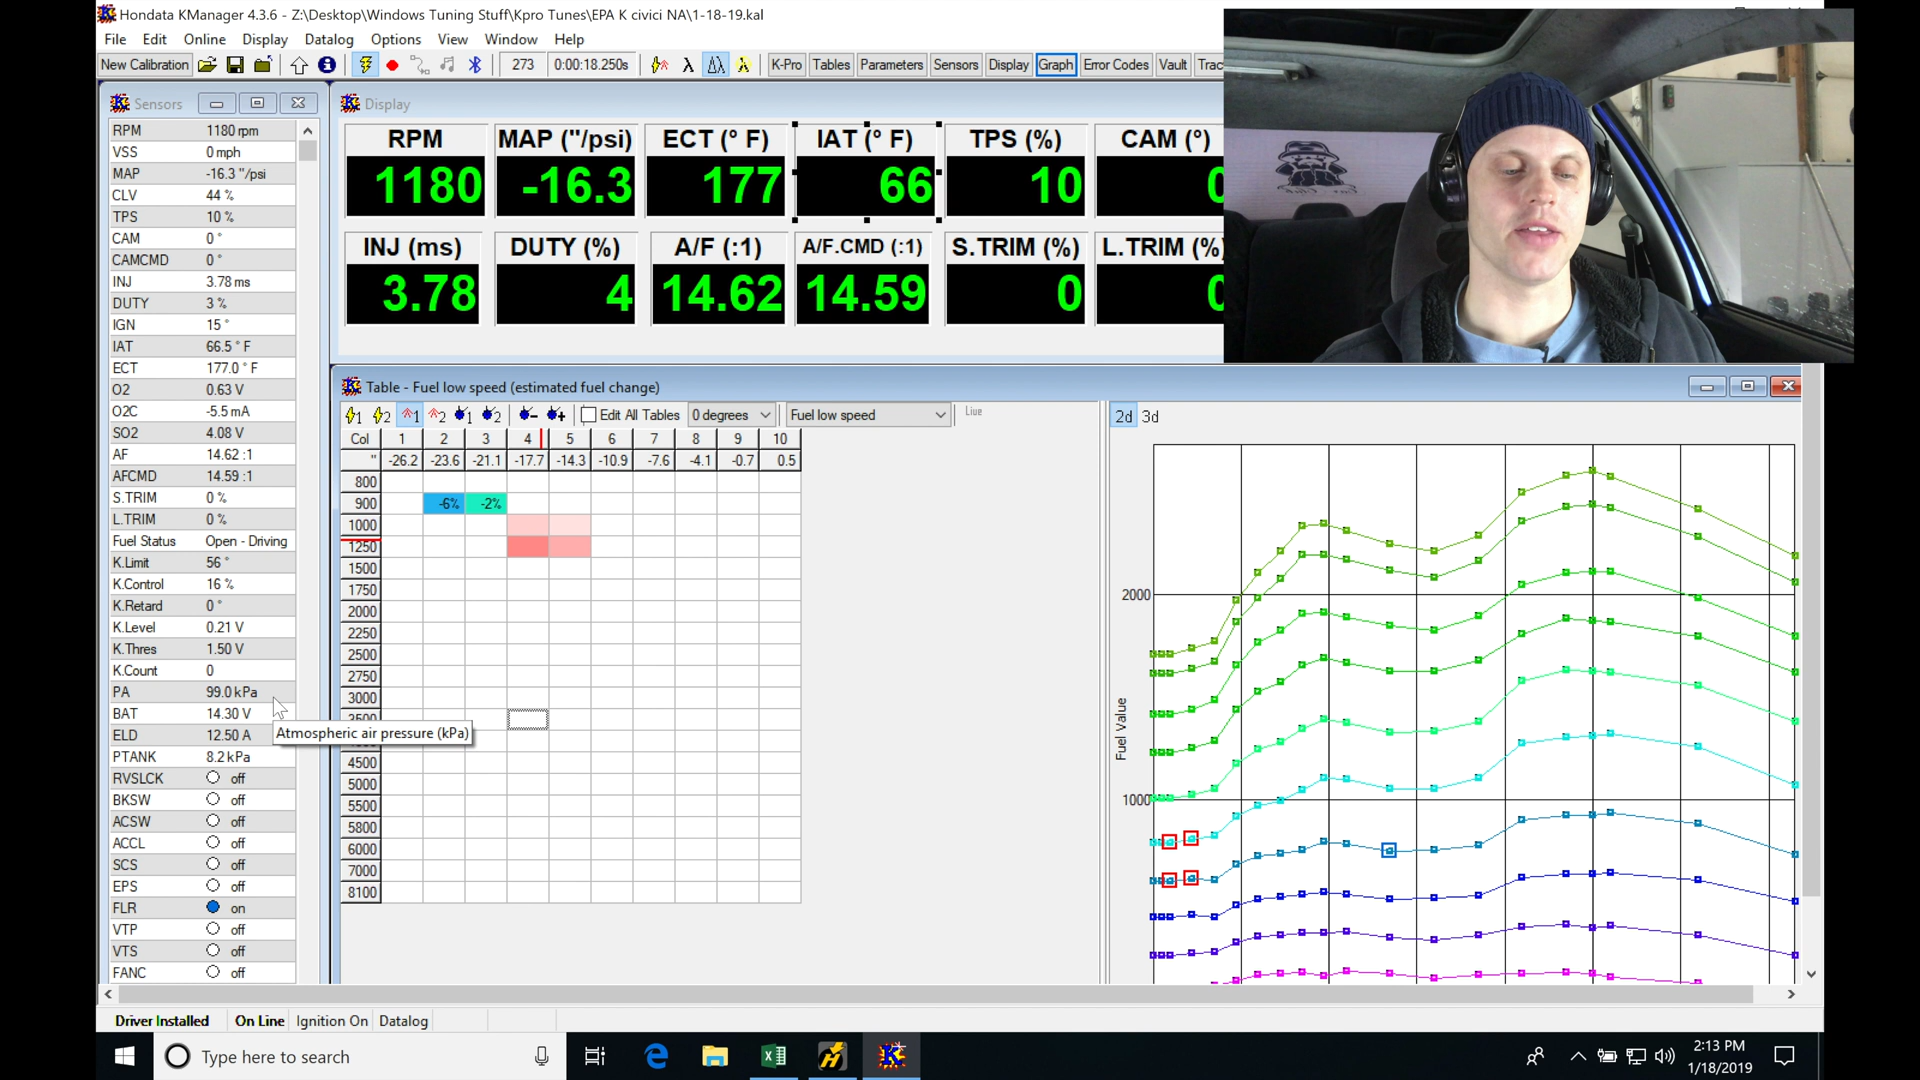 Hondata KManager 4.3.6 - Z:\Desktop\Windows Tuning Stuff\Kpro Tunes\EPA K civici NA\1-18-19.kal
File Edit Online Display Datalog Options View Window Help
New Calibration 273 0:00:18.250s K-Pro Tables Parameters Sensors Display Graph Error Codes Vault Trac
Sensors
RPM 1180 rpm
VSS 0 mph
MAP -16.3 "/psi
CLV 44 %
TPS 10 %
CAM 0 °
CAMCMD 0 °
INJ 3.78 ms
DUTY 3 %
IGN 15 °
IAT 66.5 ° F
ECT 177.0 ° F
O2 0.63 V
O2C -5.5 mA
SO2 4.08 V
AF 14.62 :1
AFCMD 14.59 :1
S.TRIM 0 %
L.TRIM 0 %
Fuel Status Open - Driving
K.Limit 56 °
K.Control 16 %
K.Retard 0 °
K.Level 0.21 V
K.Thres 1.50 V
K.Count 0
PA 99.0 kPa
BAT 14.30 V
ELD 12.50 A
PTANK 8.2 kPa
RVSLCK off
BKSW off
ACSW off
ACCL off
SCS off
EPS off
FLR on
VTP off
VTS off
FANC off
Display
RPM MAP ("/psi) ECT (° F) IAT (° F) TPS (%) CAM (°)
1180 -16.3 177 66 10 0
INJ (ms) DUTY (%) A/F (:1) A/F.CMD (:1) S.TRIM (%) L.TRIM (%)
3.78 4 14.62 14.59 0 0
Table - Fuel low speed (estimated fuel change)
1 2 1 2 1 2 Edit All Tables 0 degrees Fuel low speed Live
Col 1 2 3 4 5 6 7 8 9 10
" -26.2 -23.6 -21.1 -17.7 -14.3 -10.9 -7.6 -4.1 -0.7 0.5
800
900 -6% -2%
1000
1250
1500
1750
2000
2250
2500
2750
3000
3500
Atmospheric air pressure (kPa)
4500
5000
5500
5800
6000
7000
8100
2d 3d
2000
Fuel Value
1000
Driver Installed On Line Ignition On Datalog
Type here to search
2:13 PM
1/18/2019